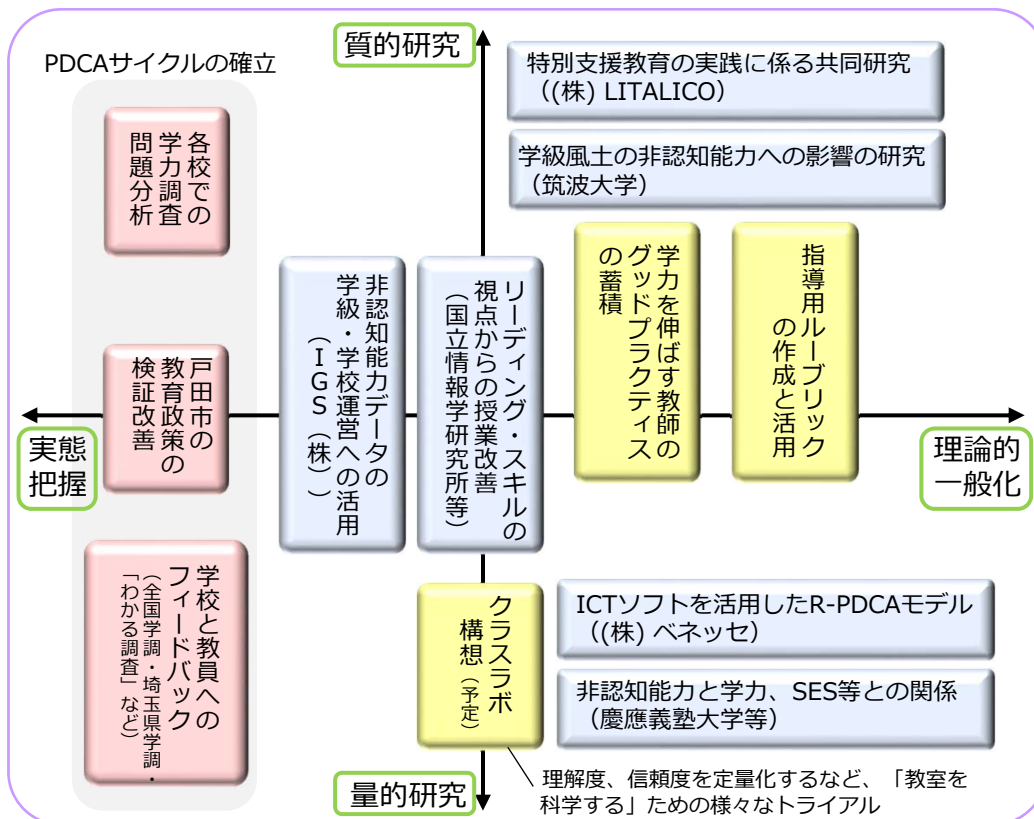 質的研究
PDCAサイクルの確立
特別支援教育の実践に係る共同研究
((株) LITALICO)
学級風土の非認知能力への影響の研究
(筑波大学)
各校での
学力調査
問題分析
戸田市の
教育政策の
検証改善
学校と教員への
フィードバック
(全国学調・埼玉県学調・
「わかる調査」など)
非認知能力データの
学級・学校運営への活用
(IGS(株))
リーディング・スキルの
視点からの授業改善
(国立情報学研究所等)
学力を伸ばす教師の
グッドプラクティス
の蓄積
指導用ルーブリック
の作成と活用
実態
把握
理論的
一般化
クラスラボ
構想(予定)
ICTソフトを活用したR-PDCAモデル
((株) ベネッセ)
非認知能力と学力、SES等との関係
(慶應義塾大学等)
量的研究
理解度、信頼度を定量化するなど、「教室を
科学する」ための様々なトライアル